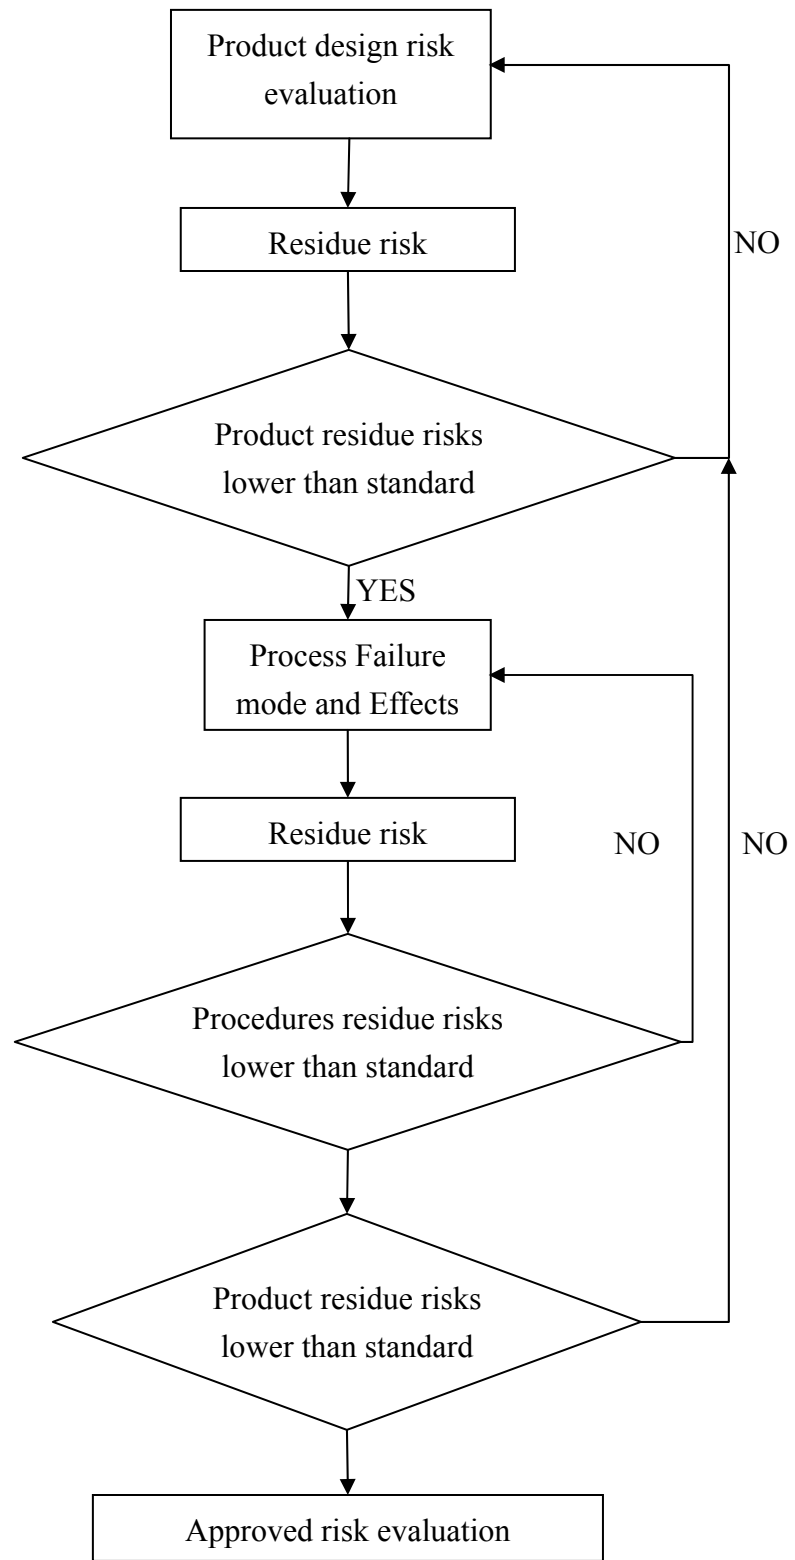 Product design risk
evaluation
Residue risk
NO
Product residue risks
lower than standard
YES
Process Failure
mode and Effects
Residue risk
NO
NO
Procedures residue risks
lower than standard
Product residue risks
lower than standard
Approved risk evaluation